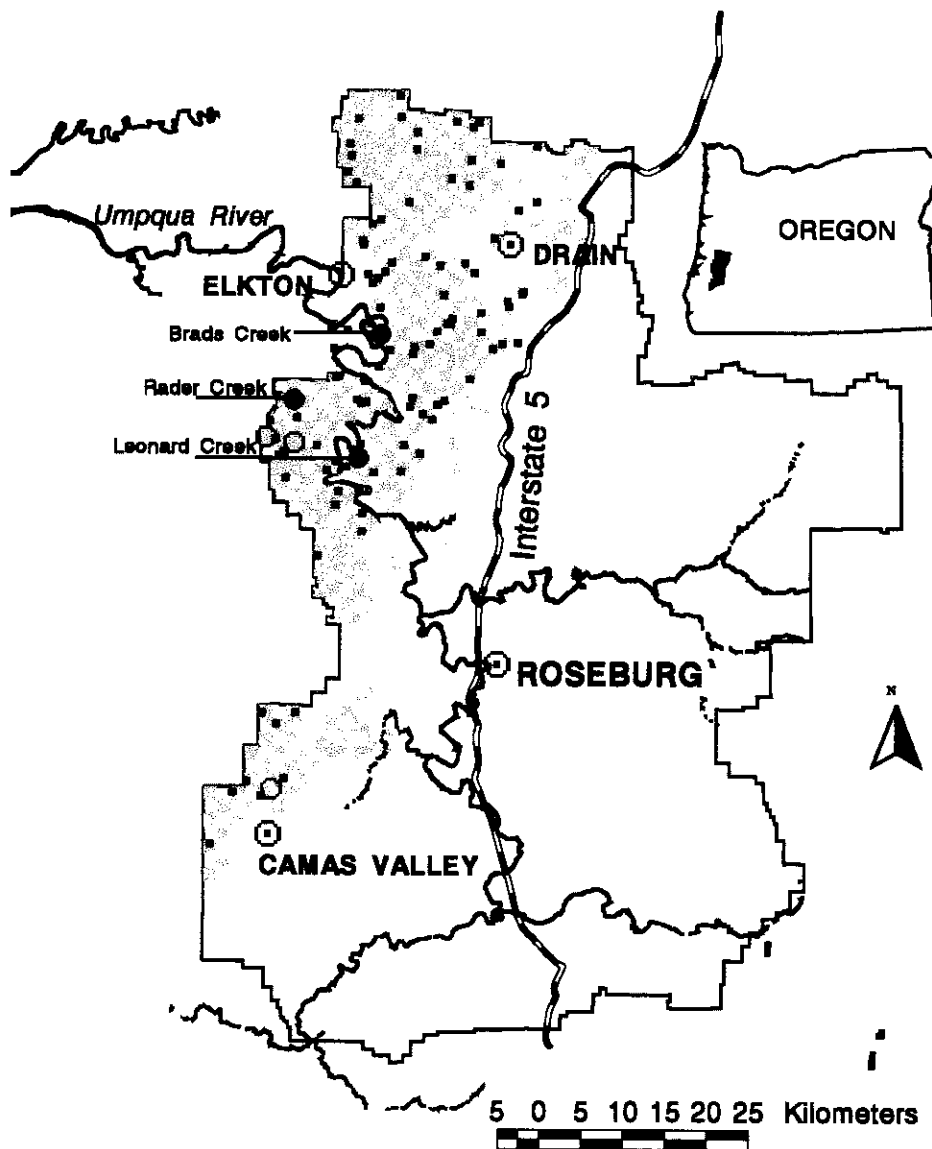 Umpqua River
OREGON
DRAIN
ELKTON
Brads Creek
Rader Creek
Leonard Creek
Interstate 5
ROSEBURG
N
CAMAS VALLEY
5 0 5 10 15 20 25 Kilometers